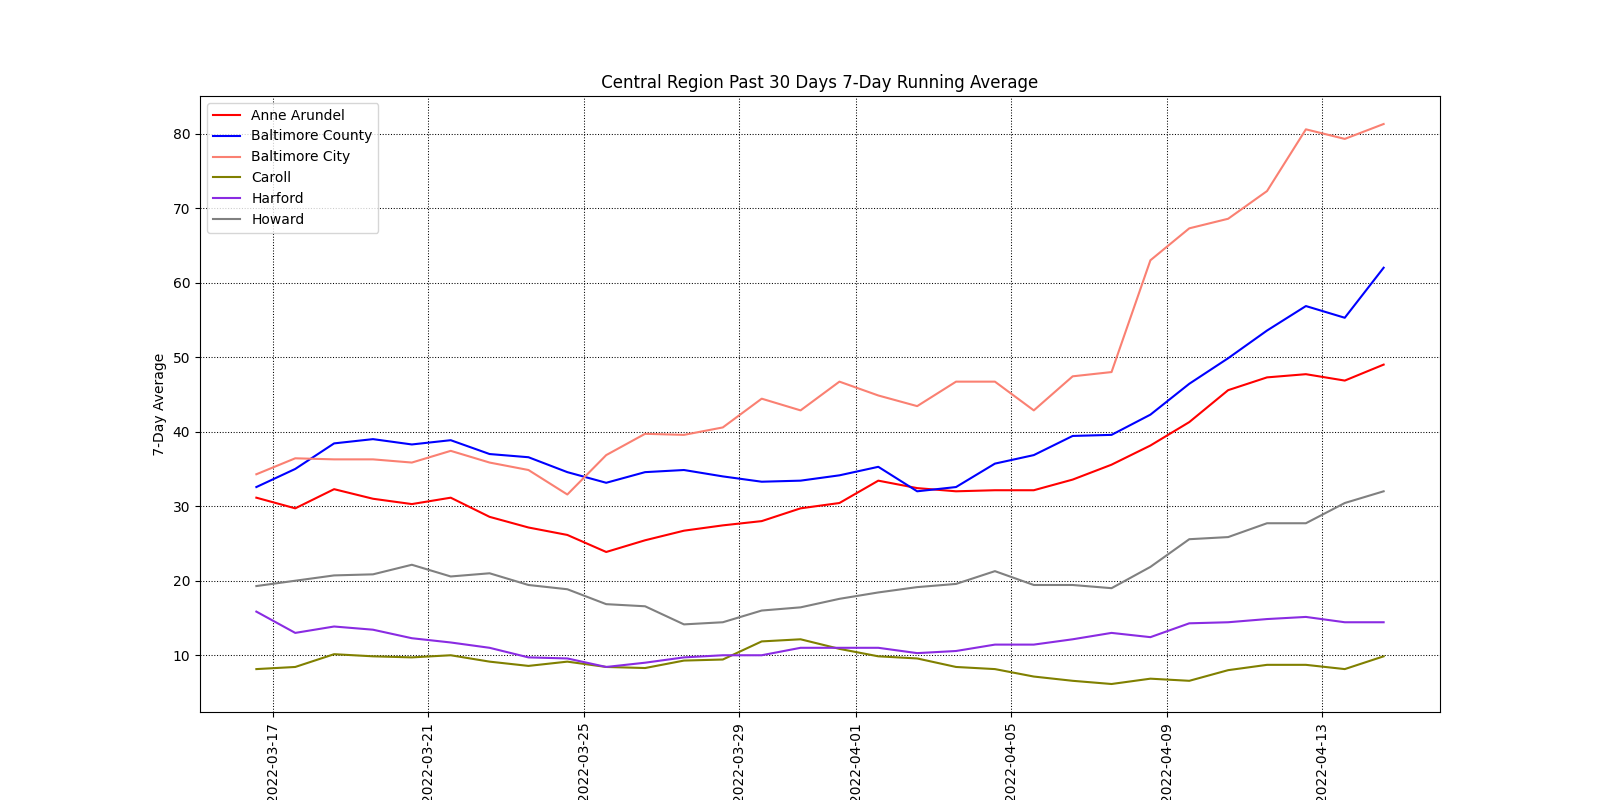 Central Region Past 30 Days 7-Day Running Average
Anne Arundel
Baltimore County
Baltimore City
Caroll
Harford
Howard
80
70
60
50
40
30
20
10
7-Day Average
2022-03-17
2022-03-21
2022-03-25
2022-03-29
2022-04-01
2022-04-05
2022-04-09
2022-04-13